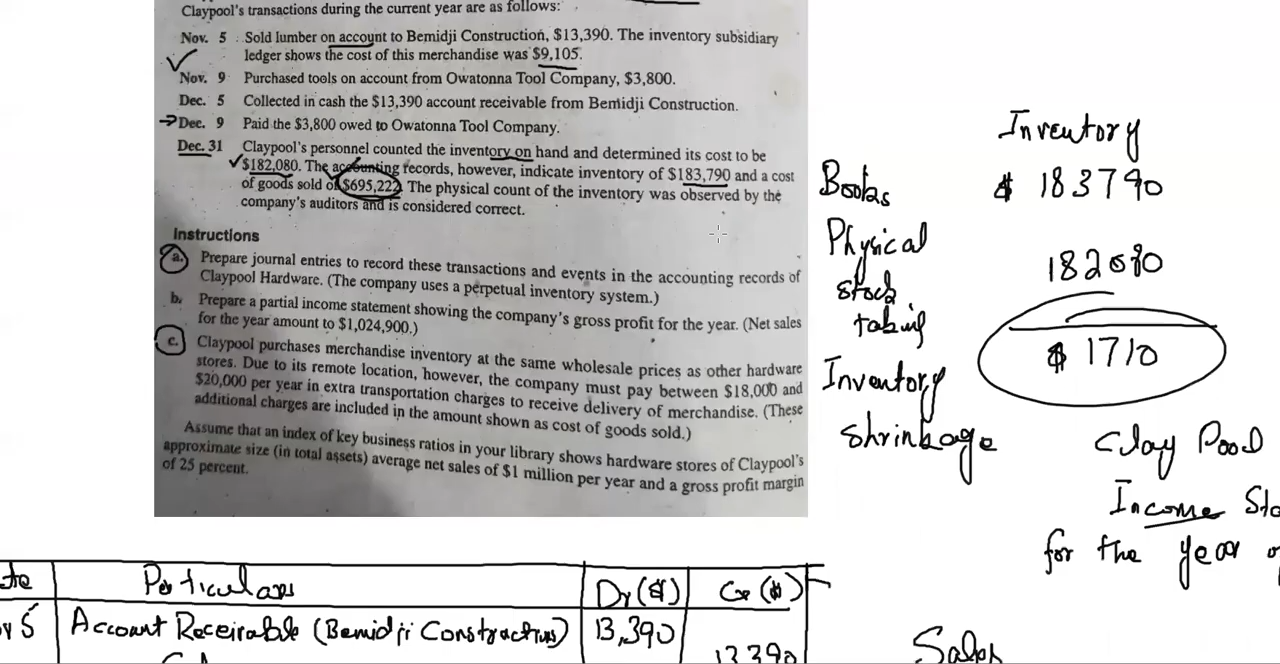 Claypool's transactions during the current year are as follows:
Nov. 5 Sold lumber on account to Bemidji Construction, $13,390. The inventory subsidiary
ledger shows the cost of this merchandise was $9,105.
Nov. 9 Purchased tools on account from Owatonna Tool Company, $3,800.
Dec. 5 Collected in cash the $13,390 account receivable from Bemidji Construction.
Dec. 9 Paid the $3,800 owed to Owatonna Tool Company.
Dec. 31 Claypool's personnel counted the inventory on hand and determined its cost to be
$182,080. The accounting records, however, indicate inventory of $183,790 and a cost
of goods sold of $695,222. The physical count of the inventory was observed by the
company's auditors and is considered correct.
Instructions
a. Prepare journal entries to record these transactions and events in the accounting records of
Claypool Hardware. (The company uses a perpetual inventory system.)
b. Prepare a partial income statement showing the company's gross profit for the year. (Net sales
for the year amount to $1,024,900.)
c. Claypool purchases merchandise inventory at the same wholesale prices as other hardware
stores. Due to its remote location, however, the company must pay between $18,000 and
$20,000 per year in extra transportation charges to receive delivery of merchandise. (These
additional charges are included in the amount shown as cost of goods sold.)
Assume that an index of key business ratios in your library shows hardware stores of Claypool's
approximate size (in total assets) average net sales of $1 million per year and a gross profit margin
of 25 percent.
Inventory
Books $ 183790
Physical
stock
taking
182080
Inventory
Shrinkage
$ 1710
Clay Pool
Income
for the year
Particulars Dr($) Cr($)
5 Account Receivable (Bemidji Construction) 13,390
13390
Sales